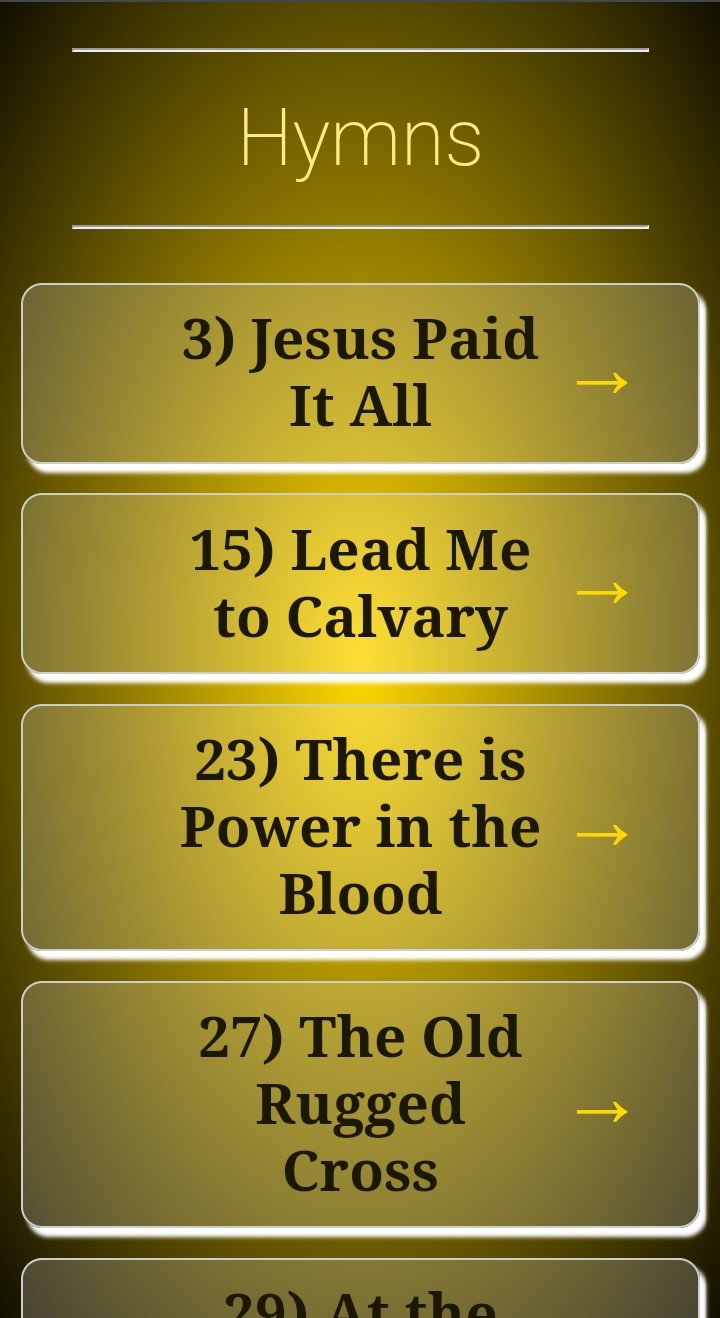 Hymns
3) Jesus Paid
It All
→
15) Lead Me
to Calvary
→
23) There is
Power in the
Blood
→
27) The Old
Rugged
Cross
→
29) At the